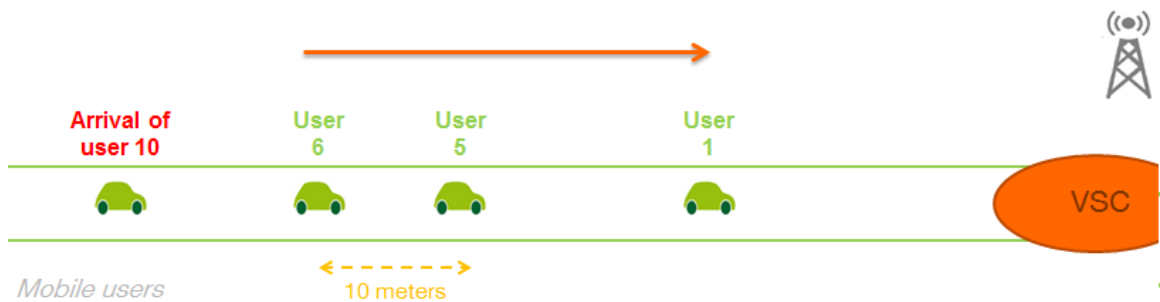 Arrival of
user 10
User
6
User
5
User
1
VSC
10 meters
Mobile users